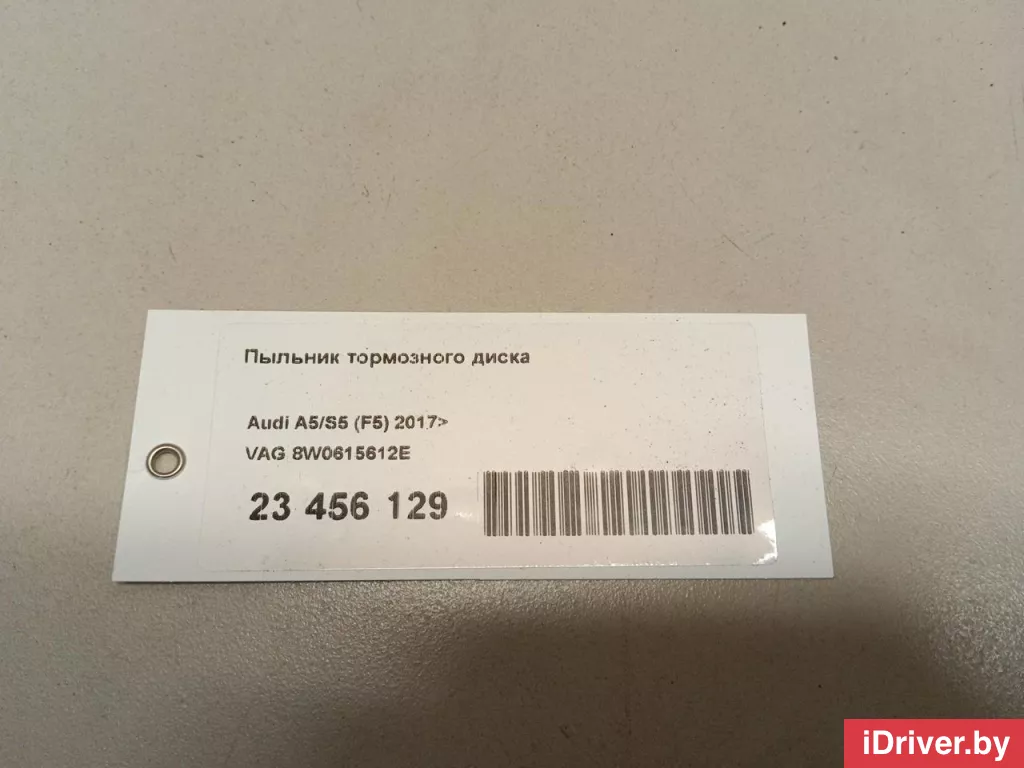 Пыльник тормозного диска
Audi A5/S5 (F5) 2017>
VAG 8W0615612E
23 456 129
iDriver.by